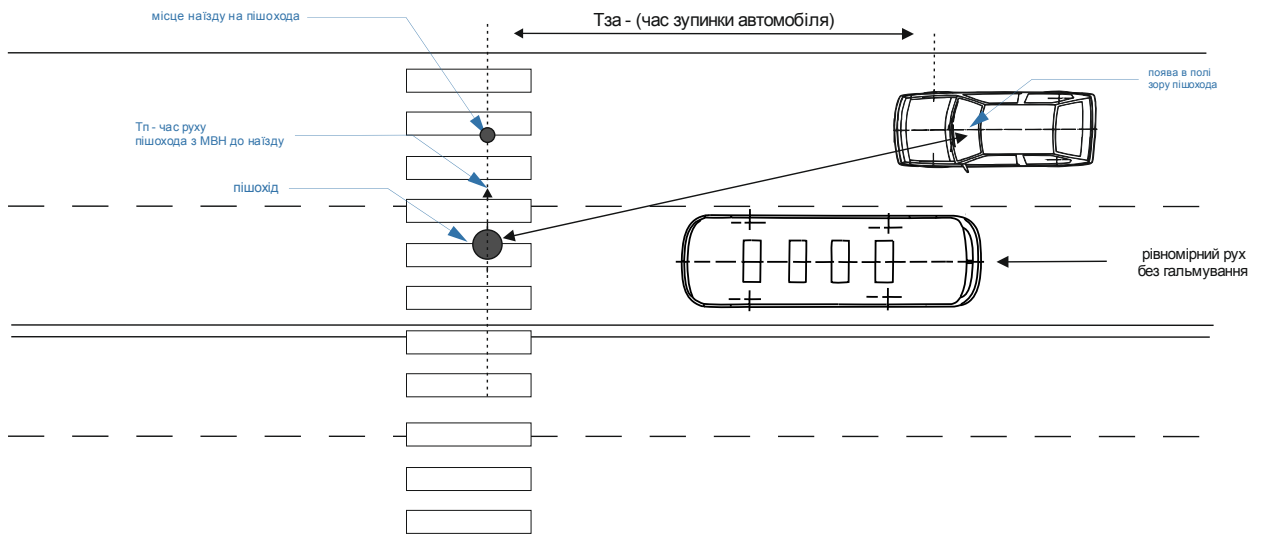 місце наїзду на пішохода
Тза - (час зупинки автомобіля)
поява в полі
зору пішохода
Тп - час руху
пішохода з МВН до наїзду
пішохід
рівномірний рух
без гальмування